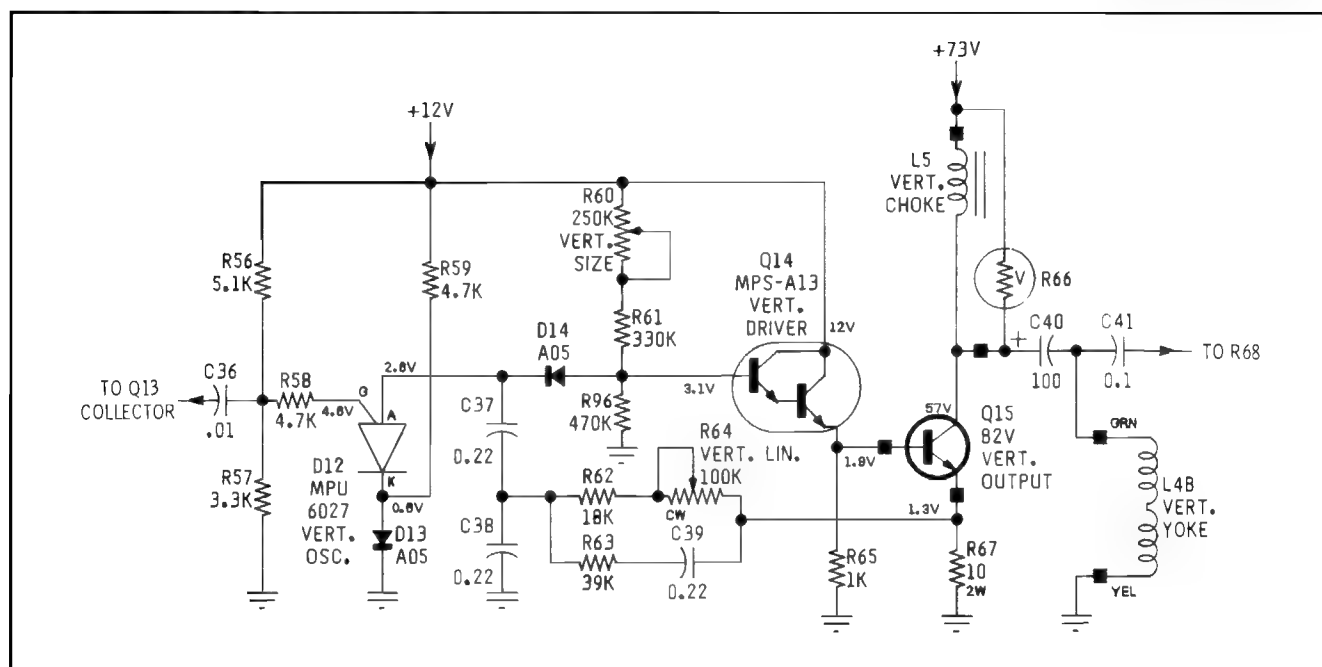 +73V
+12V
L5
VERT.
CHOKE
R60
250K
VERT.
SIZE
R56
5.1K
R59
4.7K
V
R66
Q14
MPS-A13
VERT.
DRIVER
12V
R61
330K
D14
A05
C40
100
C41
0.1
TO R68
TO Q13
COLLECTOR
C36
.01
R58
4.7K
4.6V
G
A
2.8V
3.1V
57V
Q15
82V
VERT.
OUTPUT
GRN
C37
0.22
R96
470K
R64
VERT. LIN.
100K
CW
1.9V
L4B
VERT.
YOKE
R57
3.3K
D12
MPU
6027
VERT.
OSC.
K
0.6V
R62
18K
1.3V
D13
A05
C38
0.22
R63
39K
C39
0.22
R65
1K
R67
10
2W
YEL